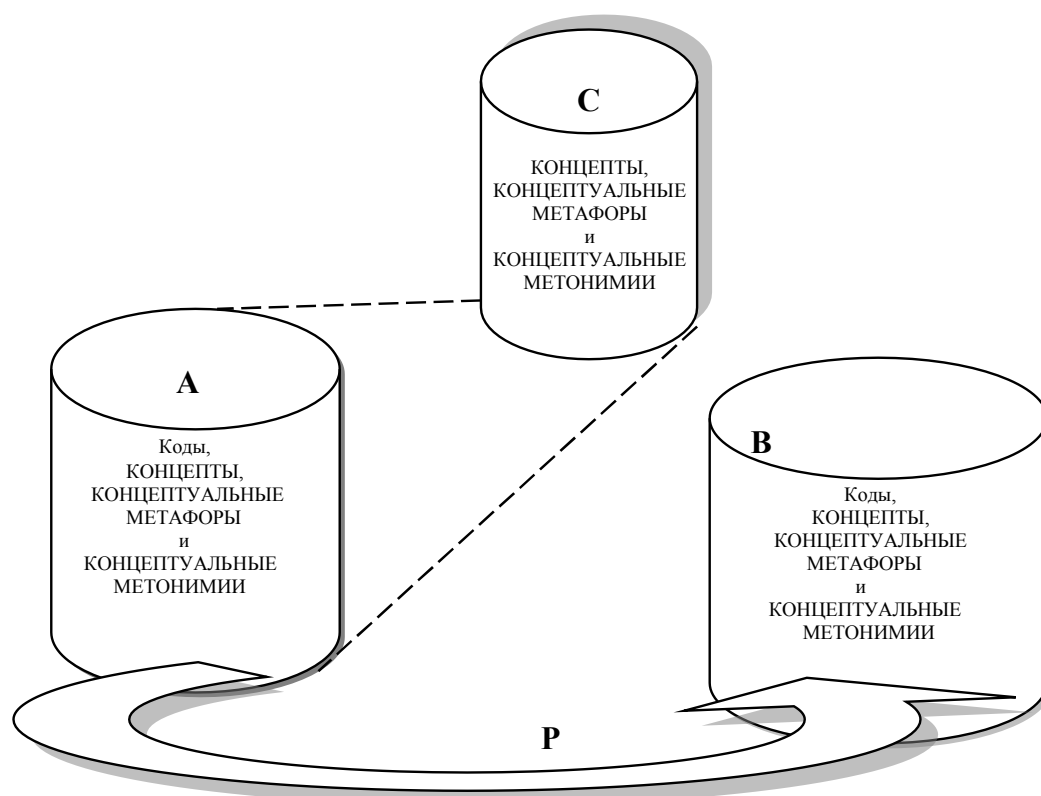 С
КОНЦЕПТЫ,
КОНЦЕПТУАЛЬНЫЕ
МЕТАФОРЫ
и
КОНЦЕПТУАЛЬНЫЕ
МЕТОНИМИИ
А
Коды,
КОНЦЕПТЫ,
КОНЦЕПТУАЛЬНЫЕ
МЕТАФОРЫ
и
КОНЦЕПТУАЛЬНЫЕ
МЕТОНИМИИ
В
Коды,
КОНЦЕПТЫ,
КОНЦЕПТУАЛЬНЫЕ
МЕТАФОРЫ
и
КОНЦЕПТУАЛЬНЫЕ
МЕТОНИМИИ
Р